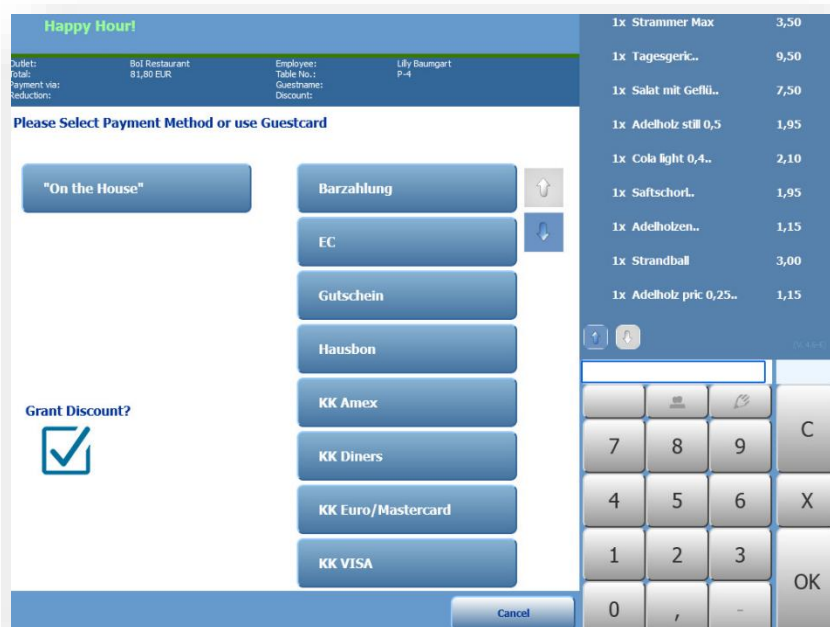 Happy Hour!
Outlet: BoI Restaurant Employee: Lilly Baumgart
Total: 81,80 EUR Table No.: P-4
Payment via: Guestname:
Reduction: Discount:
Please Select Payment Method or use Guestcard
"On the House"
Barzahlung
EC
Gutschein
Hausbon
KK Amex
KK Diners
KK Euro/Mastercard
KK VISA
Grant Discount?
Cancel
1x Strammer Max 3,50
1x Tagesgeric.. 9,50
1x Salat mit Geflü.. 7,50
1x Adelholz still 0,5 1,95
1x Cola light 0,4.. 2,10
1x Saftschorl.. 1,95
1x Adelholzen.. 1,15
1x Strandball 3,00
1x Adelholz pric 0,25.. 1,15
7 8 9 C
4 5 6 X
1 2 3
0 , - OK